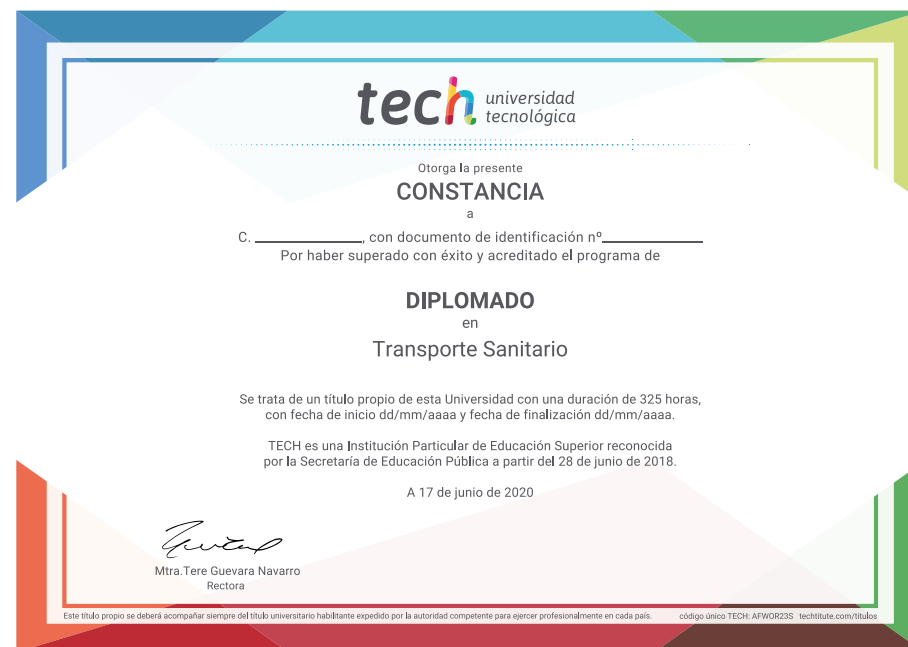 tech universidad
tecnológica
Otorga la presente
CONSTANCIA
a
C. ____________, con documento de identificación nº____________
Por haber superado con éxito y acreditado el programa de
DIPLOMADO
en
Transporte Sanitario
Se trata de un título propio de esta Universidad con una duración de 325 horas,
con fecha de inicio dd/mm/aaaa y fecha de finalización dd/mm/aaaa.
TECH es una Institución Particular de Educación Superior reconocida
por la Secretaría de Educación Pública a partir del 28 de junio de 2018.
A 17 de junio de 2020
Mtra.Tere Guevara Navarro
Rectora
Este título propio se deberá acompañar siempre del título universitario habilitante expedido por la autoridad competente para ejercer profesionalmente en cada país. código único TECH: AFWOR23S techtitute.com/titulos